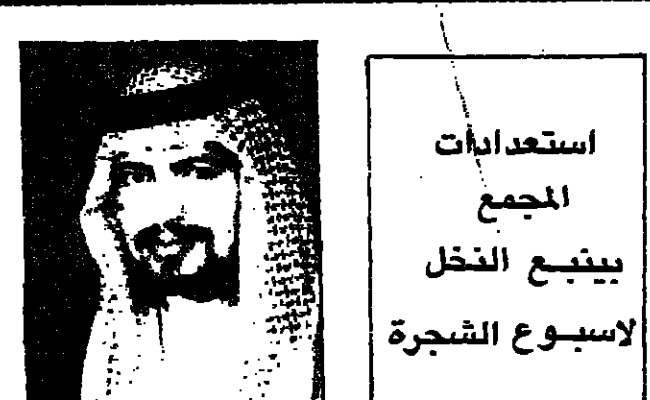 استعدادات
المجمع
بينبع النخل
لاسبوع الشجرة